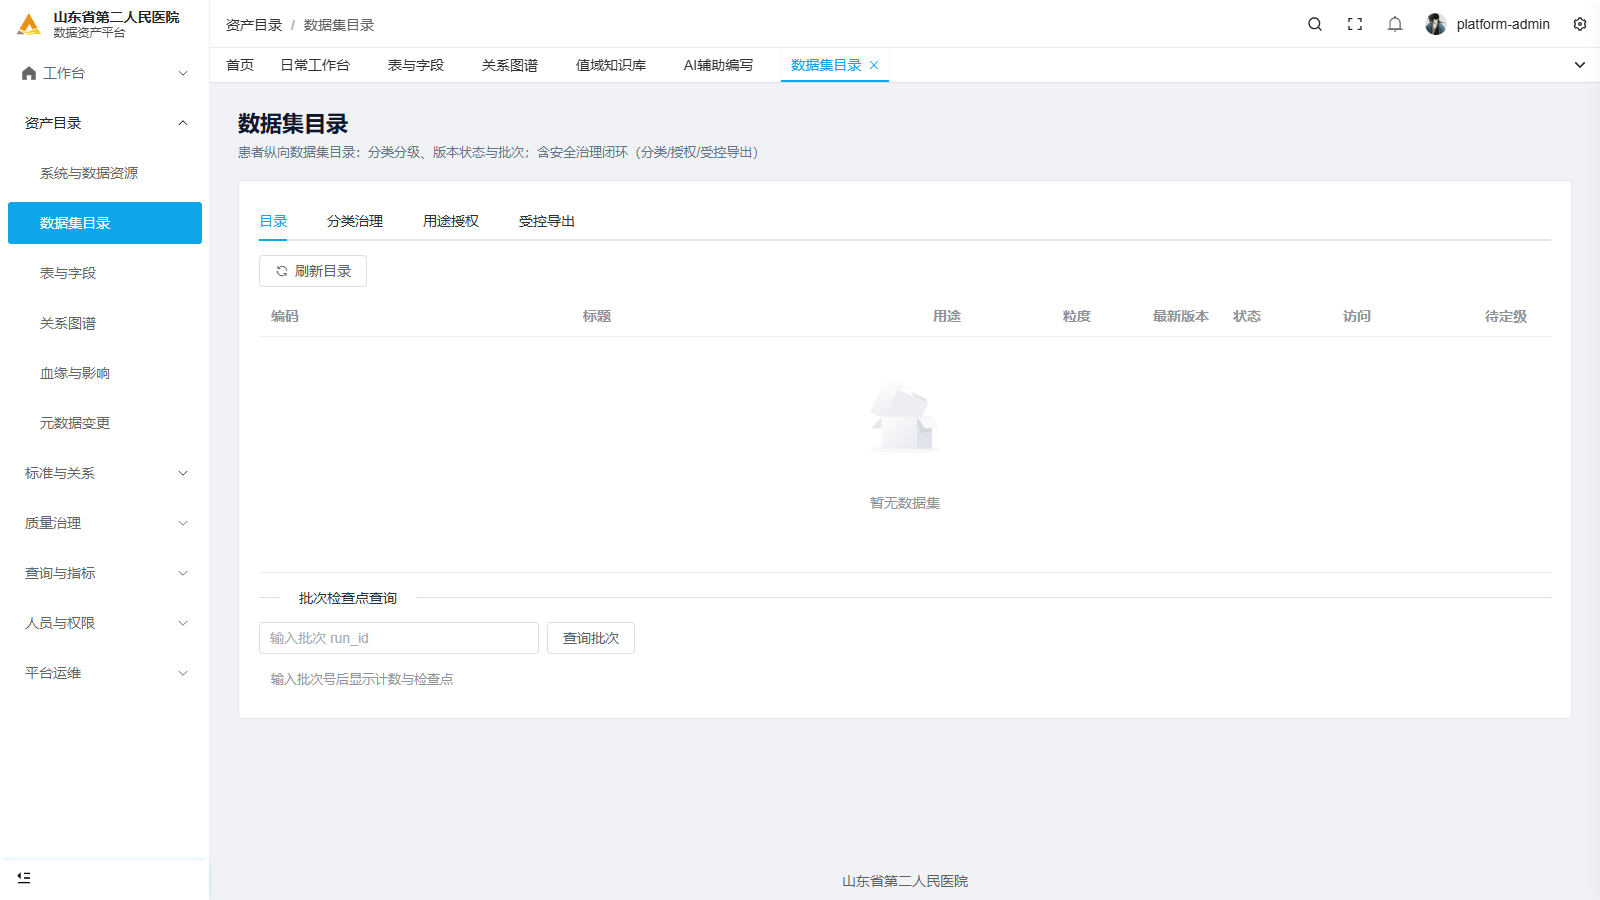 山东省第二人民医院
数据资产平台
资产目录 / 数据集目录
platform-admin
首页 日常工作台 表与字段 关系图谱 值域知识库 AI辅助编写 数据集目录
工作台
资产目录
系统与数据资源
数据集目录
表与字段
关系图谱
血缘与影响
元数据变更
标准与关系
质量治理
查询与指标
人员与权限
平台运维
数据集目录
患者纵向数据集目录：分类分级、版本状态与批次；含安全治理闭环（分类/授权/受控导出）
目录 分类治理 用途授权 受控导出
刷新目录
编码 标题 用途 粒度 最新版本 状态 访问 待定级
暂无数据集
批次检查点查询
输入批次 run_id 查询批次
输入批次号后显示计数与检查点
山东省第二人民医院